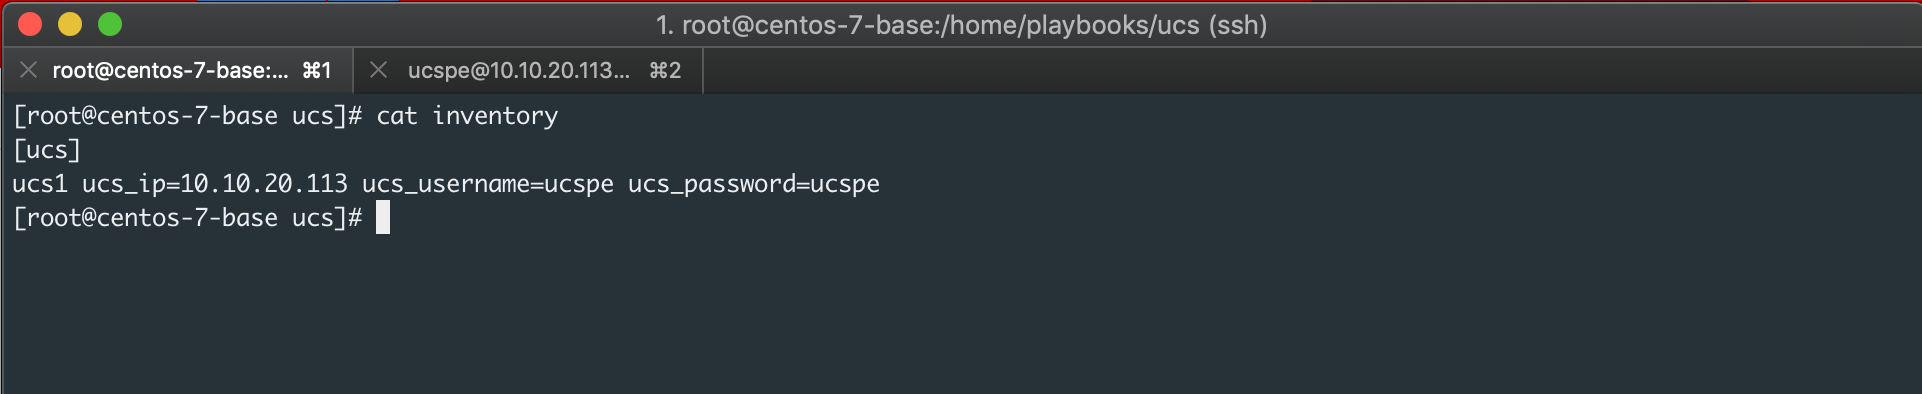 1. root@centos-7-base:/home/playbooks/ucs (ssh)
root@centos-7-base:... ⌘1 ucspe@10.10.20.113... ⌘2
[root@centos-7-base ucs]# cat inventory
[ucs]
ucs1 ucs_ip=10.10.20.113 ucs_username=ucspe ucs_password=ucspe
[root@centos-7-base ucs]#